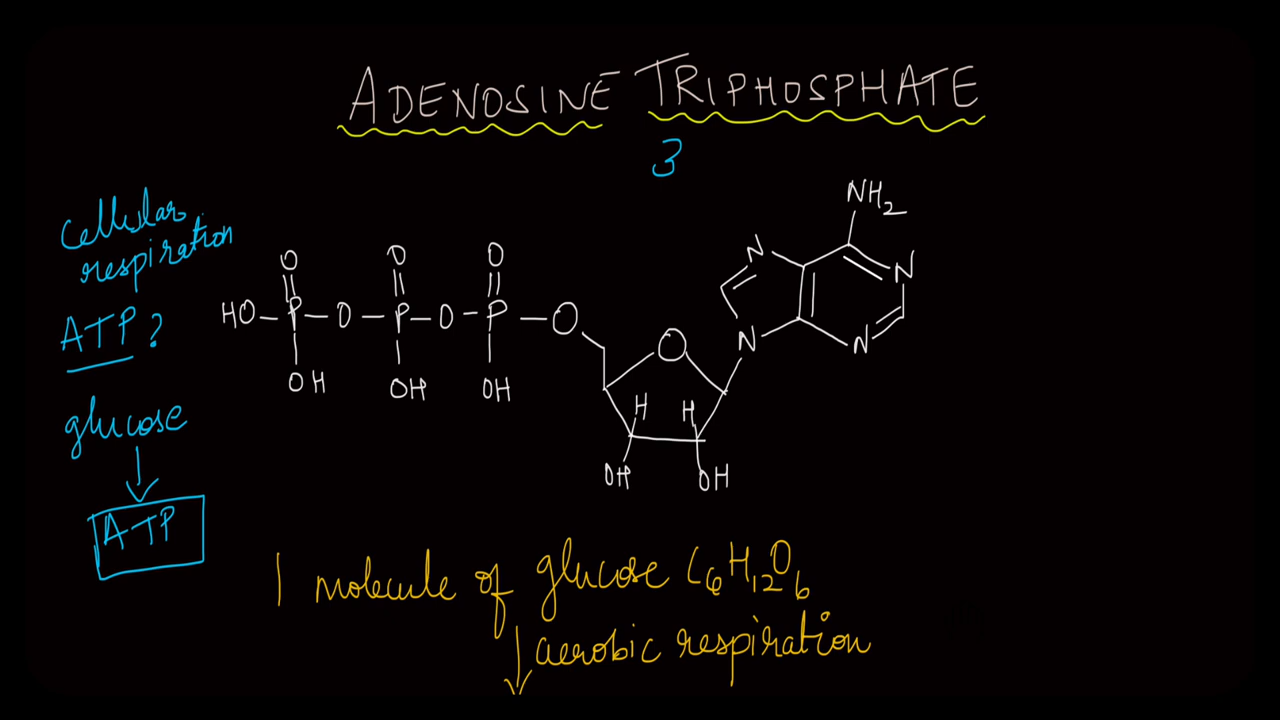 ADENOSINE TRIPHOSPHATE
3
Cellular
respiration
ATP?
glucose
ATP
NH2
N
N
N
N
O
O
O
HO-P-O-P-O-P-O
OH
OH
OH
O
H
H
OH
OH
1 molecule of glucose C6H12O6
aerobic respiration